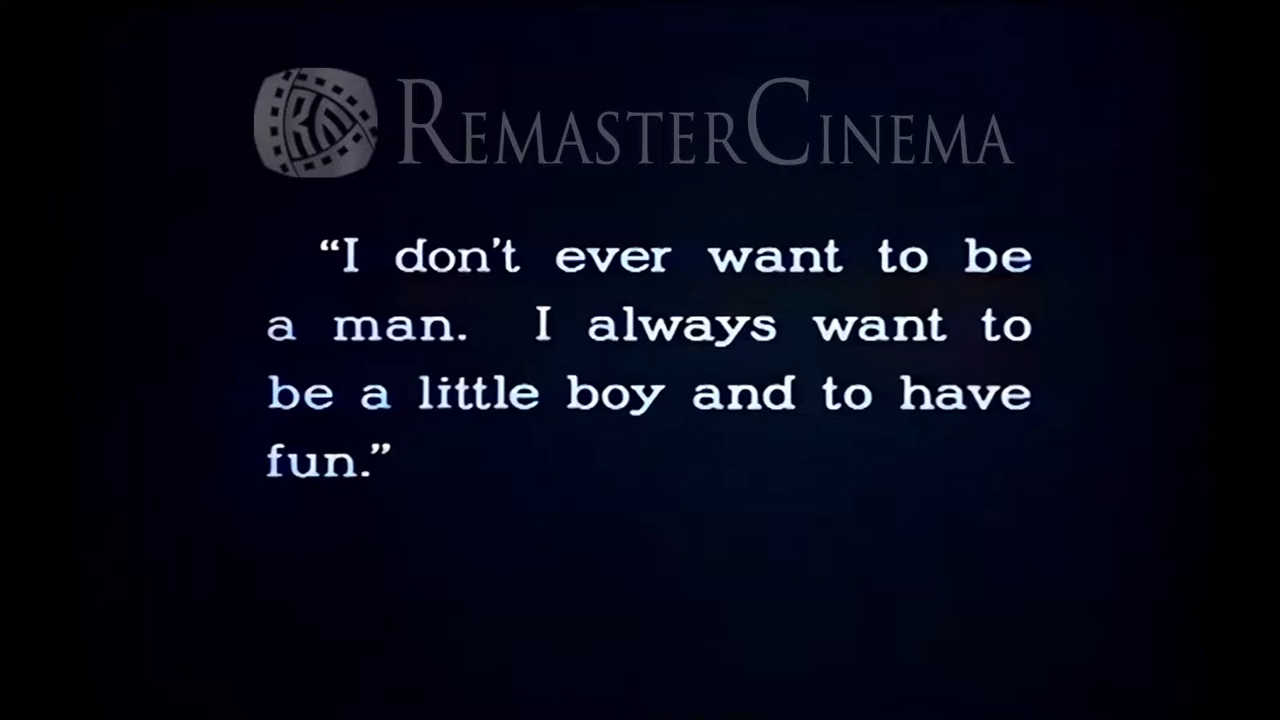 REMASTERCINEMA
“I don't ever want to be
a man. I always want to
be a little boy and to have
fun.”